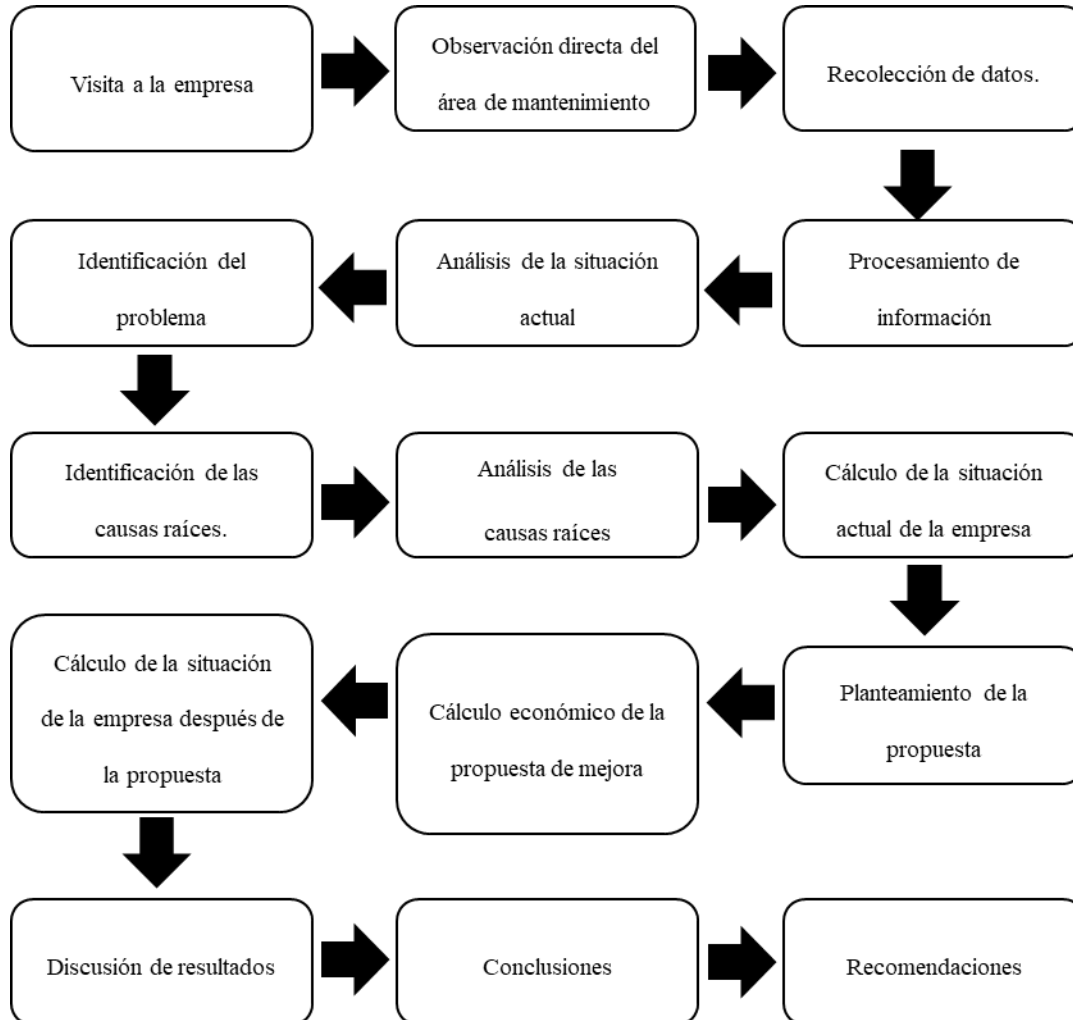 Visita a la empresa
Observación directa del
área de mantenimiento
Recolección de datos.
Procesamiento de
información
Análisis de la situación
actual
Identificación del
problema
Identificación de las
causas raíces.
Análisis de las
causas raíces
Cálculo de la situación
actual de la empresa
Planteamiento de la
propuesta
Cálculo económico de la
propuesta de mejora
Cálculo de la situación
de la empresa después de
la propuesta
Discusión de resultados
Conclusiones
Recomendaciones